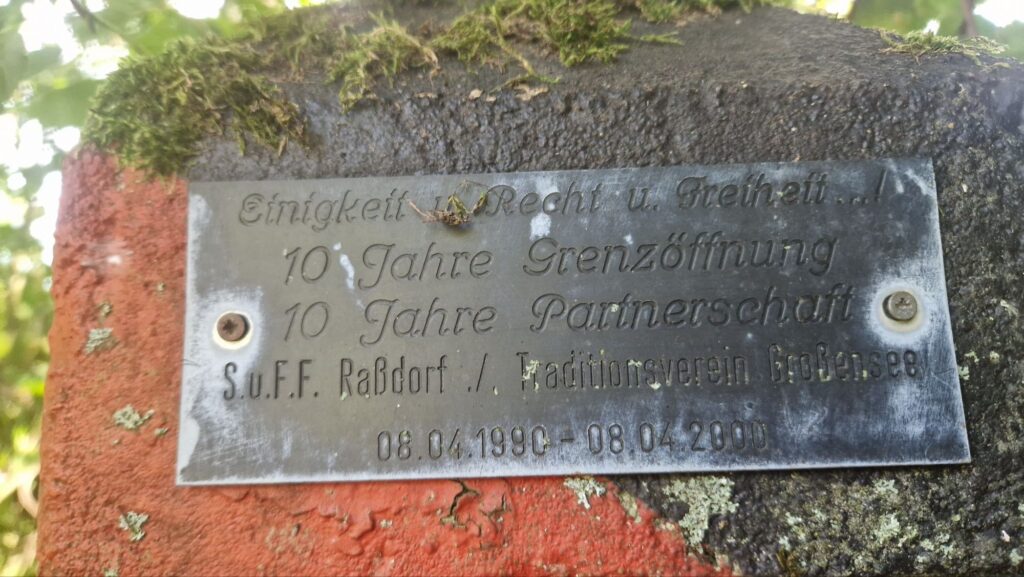 Einigkeit u. Recht u. Freiheit .../
10 Jahre Grenzöffnung
10 Jahre Partnerschaft
S.u.F.F. Raßdorf ./. Traditionsverein Großensee
08.04.1990 - 08.04.2000